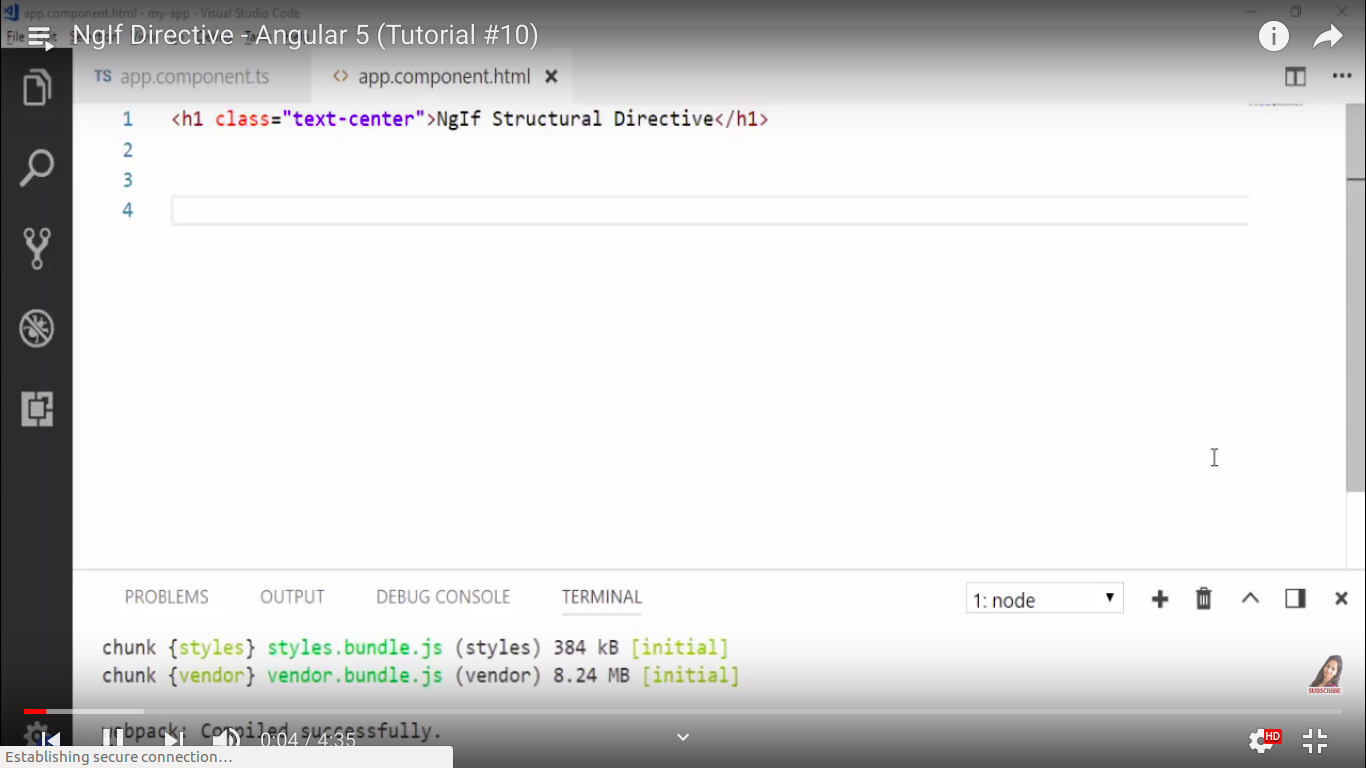 app.component.html - my-app - Visual Studio Code
File
NgIf Directive - Angular 5 (Tutorial #10)
TS app.component.ts
<> app.component.html
1 <h1 class="text-center">NgIf Structural Directive</h1>
2
3
4
PROBLEMS OUTPUT DEBUG CONSOLE TERMINAL 1: node
chunk {styles} styles.bundle.js (styles) 384 kB [initial]
chunk {vendor} vendor.bundle.js (vendor) 8.24 MB [initial]
SUBSCRIBE
webpack: Compiled successfully.
0:04 / 4:35
HD
Establishing secure connection…